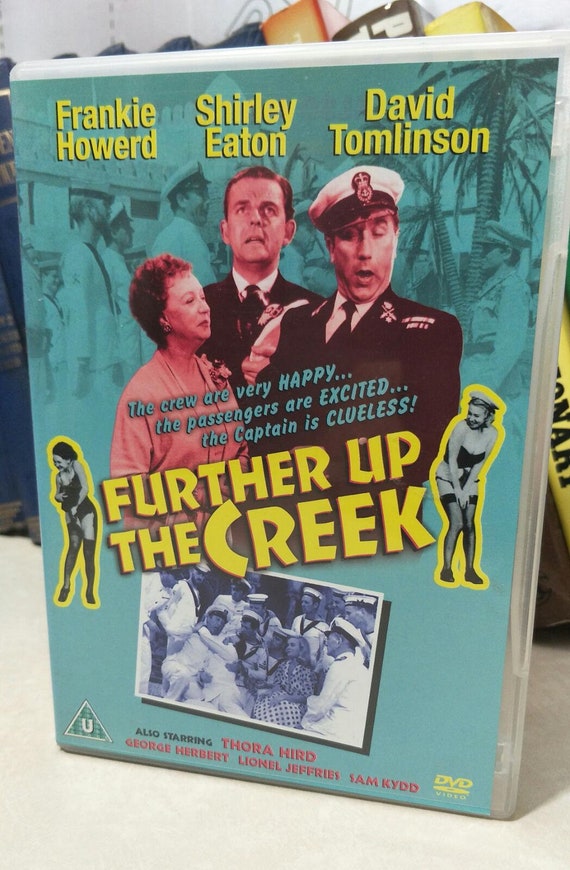 Frankie Howerd
Shirley Eaton
David Tomlinson
The crew are very HAPPY...
the passengers are EXCITED...
the Captain is CLUELESS!
FURTHER UP
THE CREEK
U
ALSO STARRING THORA HIRD
GEORGE HERBERT LIONEL JEFFRIES SAM KYDD
DVD
VIDEO
ONARY